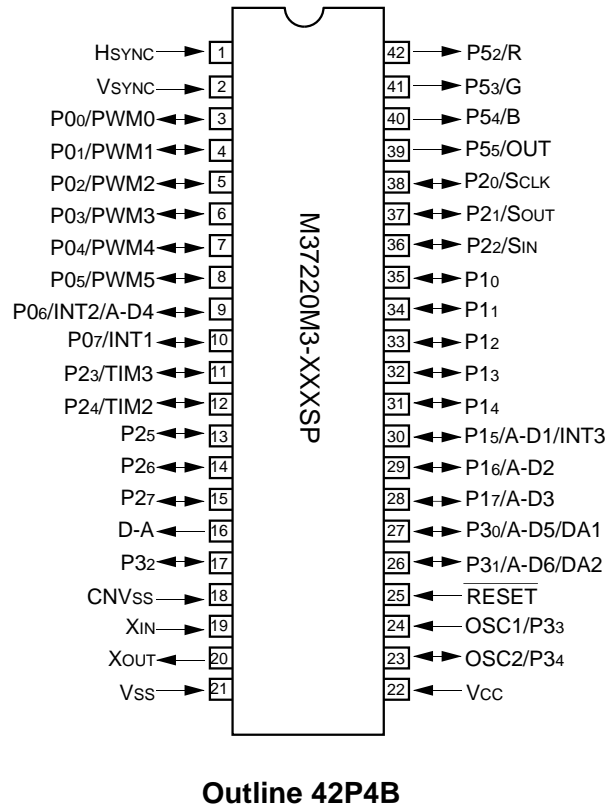 HSYNC 1 42 P52/R
VSYNC 2 41 P53/G
P00/PWM0 3 40 P54/B
P01/PWM1 4 39 P55/OUT
P02/PWM2 5 38 P20/SCLK
P03/PWM3 6 37 P21/SOUT
P04/PWM4 7 36 P22/SIN
P05/PWM5 8 35 P10
P06/INT2/A-D4 9 34 P11
P07/INT1 10 33 P12
P23/TIM3 11 32 P13
P24/TIM2 12 31 P14
P25 13 30 P15/A-D1/INT3
P26 14 29 P16/A-D2
P27 15 28 P17/A-D3
D-A 16 27 P30/A-D5/DA1
P32 17 26 P31/A-D6/DA2
CNVSS 18 25 RESET
XIN 19 24 OSC1/P33
XOUT 20 23 OSC2/P34
VSS 21 22 VCC
M37220M3-XXXSP
Outline 42P4B